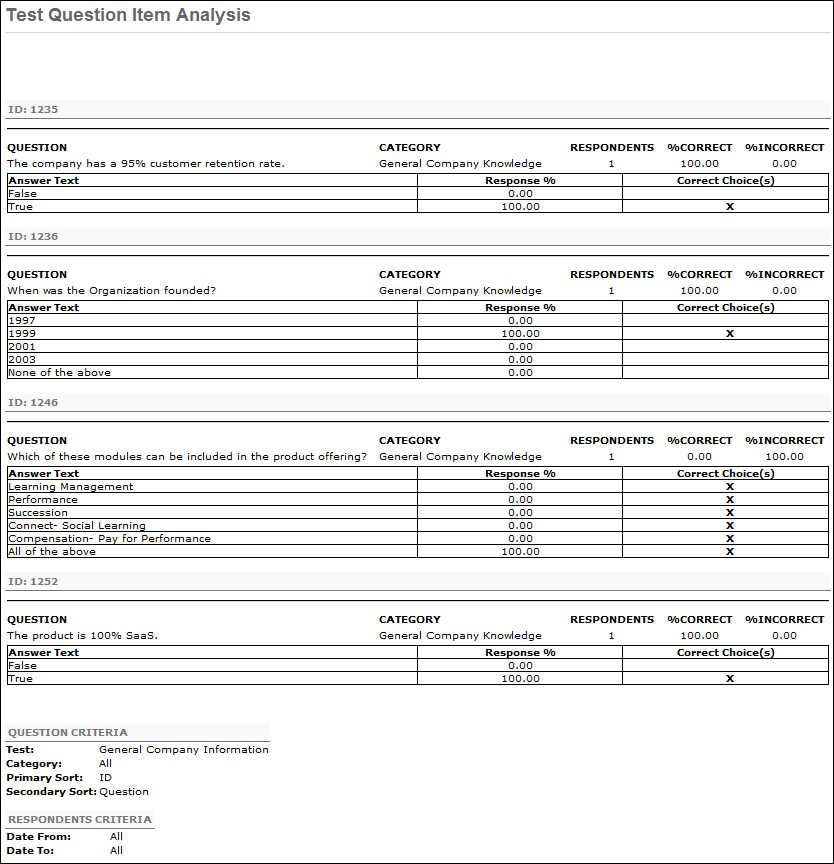 Test Question Item Analysis
ID: 1235
QUESTION CATEGORY RESPONDENTS %CORRECT %INCORRECT
The company has a 95% customer retention rate. General Company Knowledge 1 100.00 0.00
Answer Text Response % Correct Choice(s)
False 0.00
True 100.00 X
ID: 1236
QUESTION CATEGORY RESPONDENTS %CORRECT %INCORRECT
When was the Organization founded? General Company Knowledge 1 100.00 0.00
Answer Text Response % Correct Choice(s)
1997 0.00
1999 100.00 X
2001 0.00
2003 0.00
None of the above 0.00
ID: 1246
QUESTION CATEGORY RESPONDENTS %CORRECT %INCORRECT
Which of these modules can be included in the product offering? General Company Knowledge 1 0.00 100.00
Answer Text Response % Correct Choice(s)
Learning Management 0.00 X
Performance 0.00 X
Succession 0.00 X
Connect- Social Learning 0.00 X
Compensation- Pay for Performance 0.00 X
All of the above 100.00 X
ID: 1252
QUESTION CATEGORY RESPONDENTS %CORRECT %INCORRECT
The product is 100% SaaS. General Company Knowledge 1 100.00 0.00
Answer Text Response % Correct Choice(s)
False 0.00
True 100.00 X
QUESTION CRITERIA
Test: General Company Information
Category: All
Primary Sort: ID
Secondary Sort: Question
RESPONDENTS CRITERIA
Date From: All
Date To: All